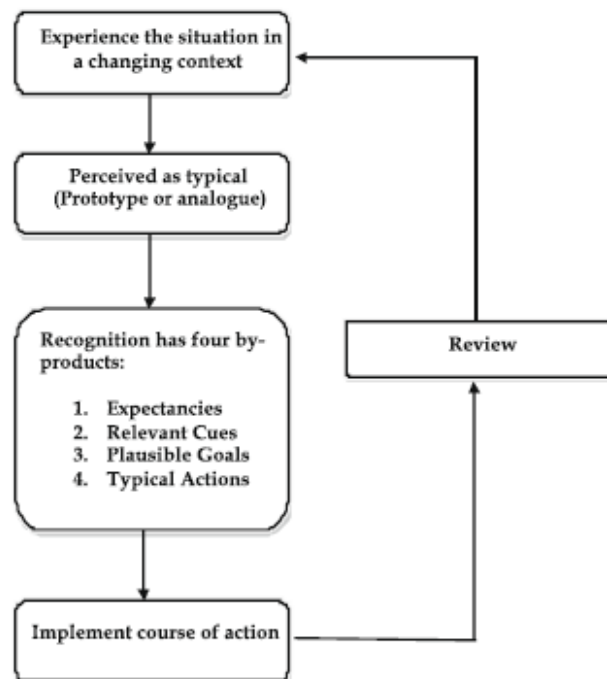 Experience the situation in
a changing context
Perceived as typical
(Prototype or analogue)
Recognition has four by-
products:
1. Expectancies
2. Relevant Cues
3. Plausible Goals
4. Typical Actions
Review
Implement course of action